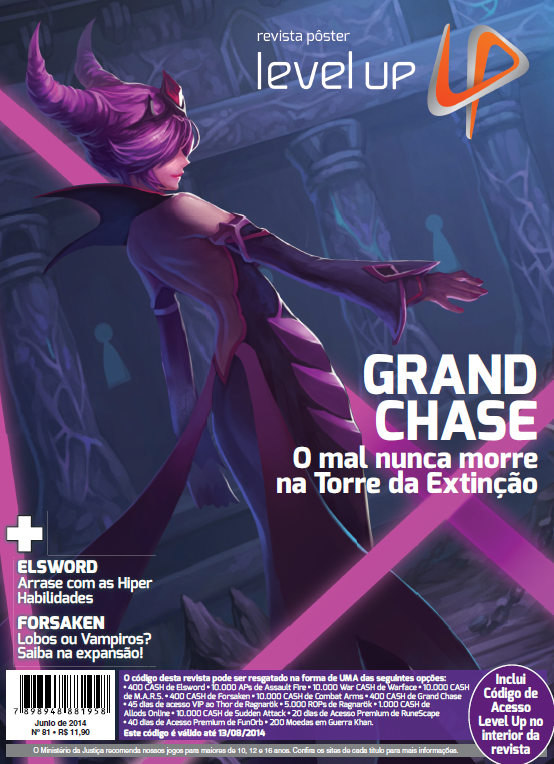 revista pôster
level up
GRAND
CHASE
O mal nunca morre
na Torre da Extinção
ELSWORD
Arrase com as Hiper
Habilidades
FORSAKEN
Lobos ou Vampiros?
Saiba na expansão!
7 898948 881958
Junio de 2014
Nº 81 • R$ 11,90
O código desta revista pode ser resgatado na forma de UMA das seguintes opções:
• 400 CASH de Elsword • 10.000 APs de Assault Fire • 10.000 War CASH de Warface • 10.000 CASH
de M.A.R.S. • 400 CASH de Forsaken • 10.000 CASH de Combat Arms • 400 CASH de Grand Chase
• 45 dias de acesso VIP ao Thor de Ragnarök • 5.000 ROPs de Ragnarök • 1.000 CASH de
Allods Online • 10.000 CASH de Sudden Attack • 20 dias de Acesso Premium de RuneScape
• 40 dias de Acesso Premium de FunOrb • 200 Moedas em Guerra Khan.
Este código é válido até 13/08/2014
Inclui
Código de
Acesso
Level Up no
interior da
revista
O Ministério da Justiça recomenda nossos jogos para maiores de 10, 12 e 16 anos. Confira os sites de cada título para mais informações.